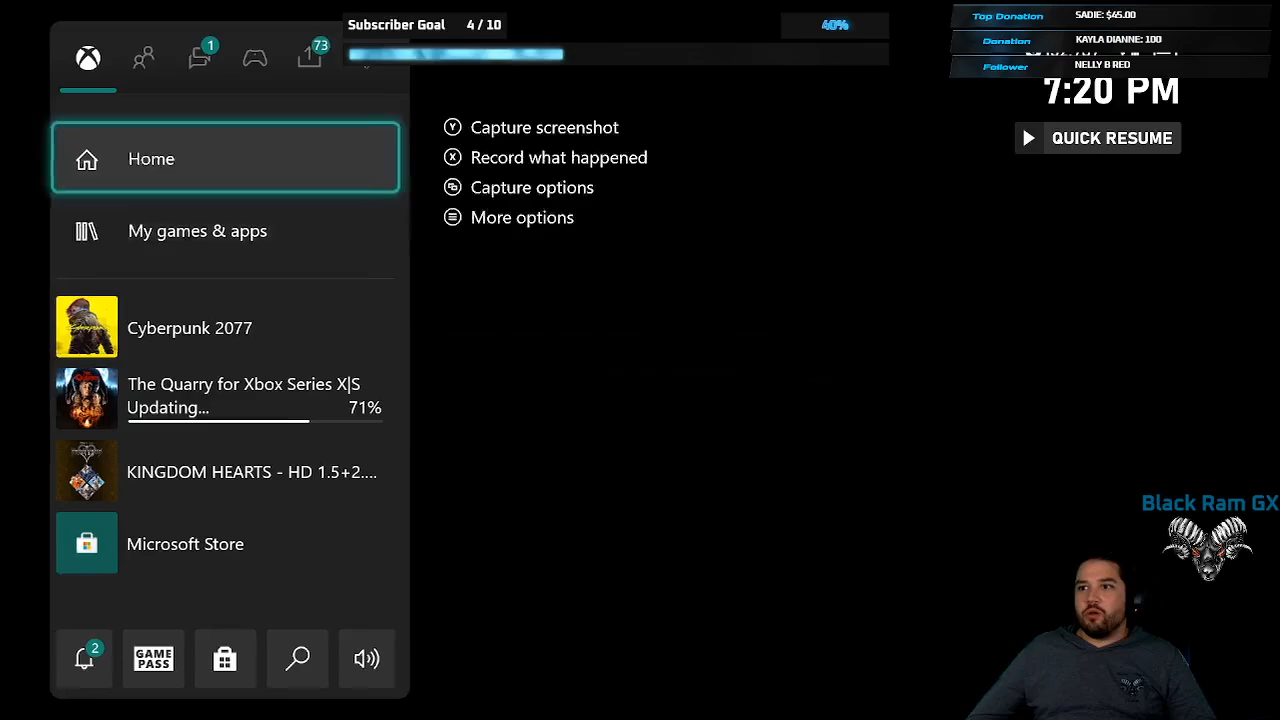 Subscriber Goal 4 / 10
40%
Top Donation SADIE: $45.00
Donation KAYLA DIANNE: 100
Follower NELLY B RED
7:20 PM
QUICK RESUME
1
73
Home
My games & apps
Capture screenshot
Record what happened
Capture options
More options
Cyberpunk 2077
The Quarry for Xbox Series X|S
Updating... 71%
KINGDOM HEARTS - HD 1.5+2....
Microsoft Store
2
GAME PASS
Black Ram GX